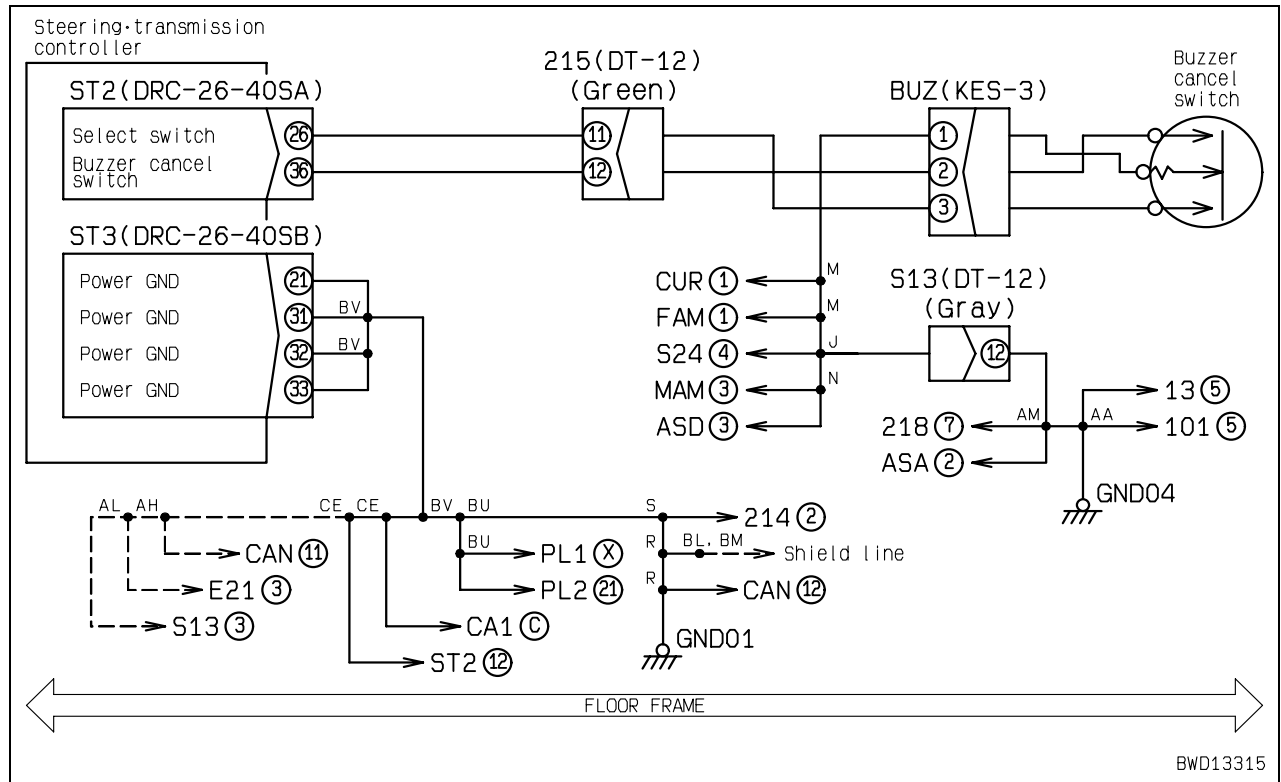 Steering·transmission
controller
ST2(DRC-26-40SA)
Select switch 26
Buzzer cancel
switch 36
215(DT-12)
(Green)
11
12
BUZ(KES-3)
1
2
3
Buzzer
cancel
switch
ST3(DRC-26-40SB)
Power GND 21
Power GND 31 BV
Power GND 32 BV
Power GND 33
CUR 1 M
FAM 1 M
S24 4 J
MAM 3 N
ASD 3
S13(DT-12)
(Gray)
12
13 5
218 7 AM AA 101 5
ASA 2
GND04
AL AH CE CE BV BU S 214 2
CAN 11 BU PL1 X R BL, BM Shield line
E21 3 PL2 21 R CAN 12
S13 3 CA1 C GND01
ST2 12
FLOOR FRAME
BWD13315